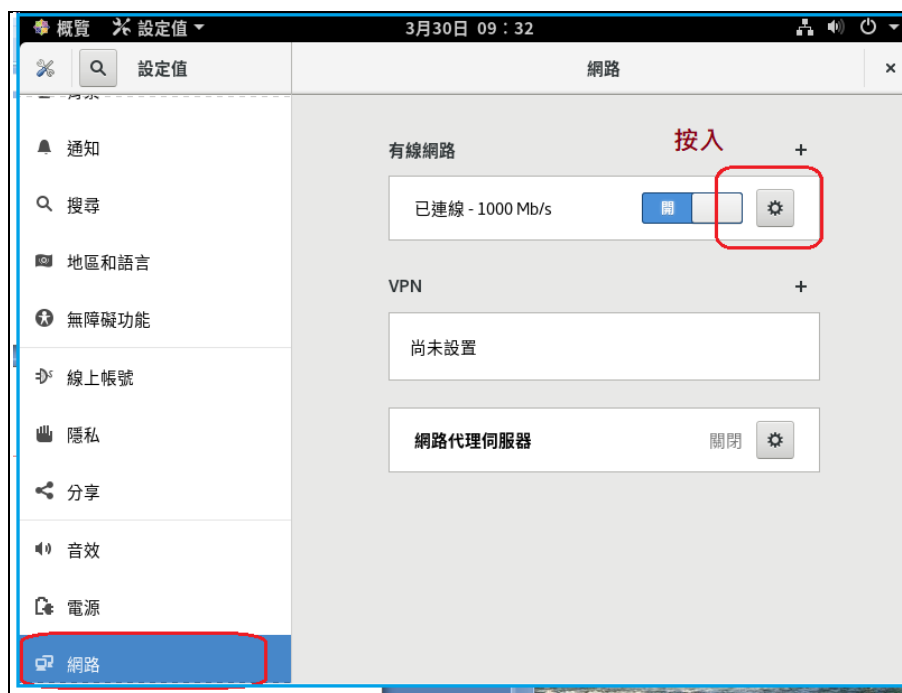 概覽 設定值 3月30日 09：32
設定值 網路
背景
通知
搜尋
地區和語言
無障礙功能
線上帳號
隱私
分享
音效
電源
網路
按入
有線網路
已連線 - 1000 Mb/s 開
VPN
尚未設置
網路代理伺服器 關閉